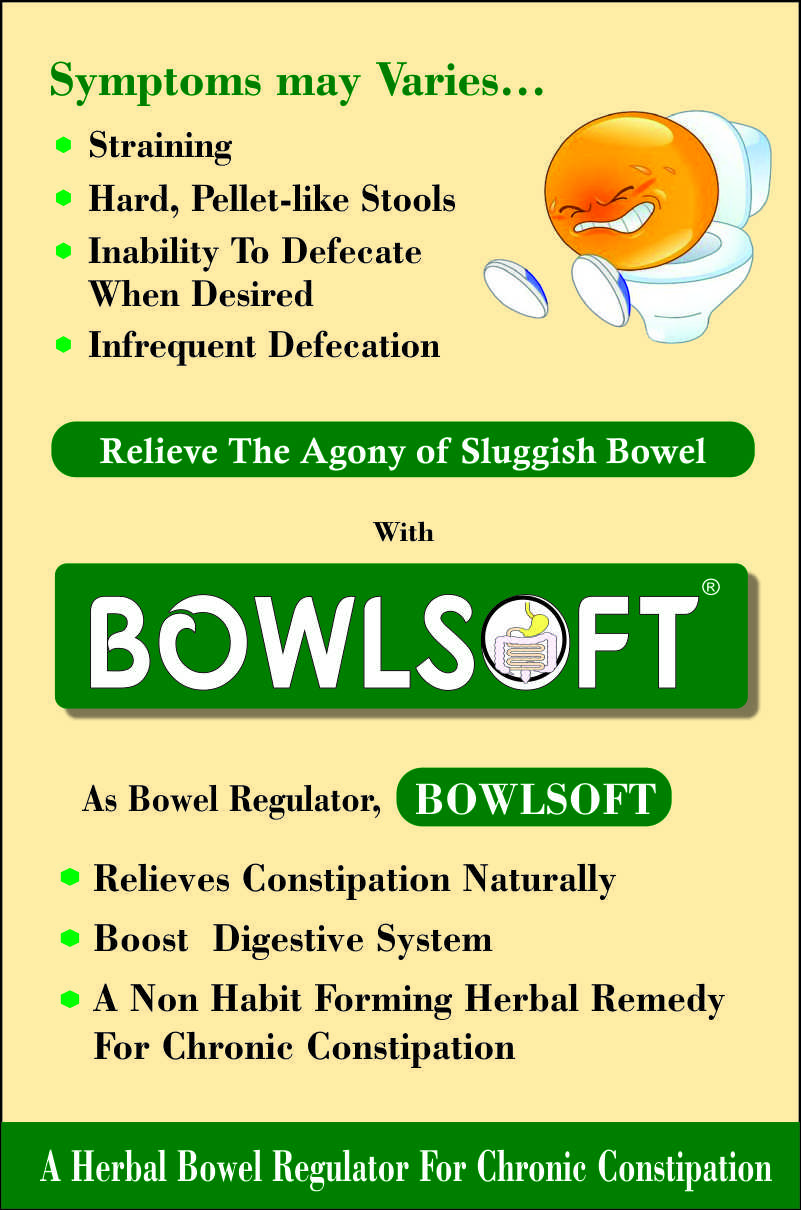 Symptoms may Varies...
Straining
Hard, Pellet-like Stools
Inability To Defecate
When Desired
Infrequent Defecation
Relieve The Agony of Sluggish Bowel
With
BOWLSOFT®
As Bowel Regulator, BOWLSOFT
Relieves Constipation Naturally
Boost Digestive System
A Non Habit Forming Herbal Remedy
For Chronic Constipation
A Herbal Bowel Regulator For Chronic Constipation